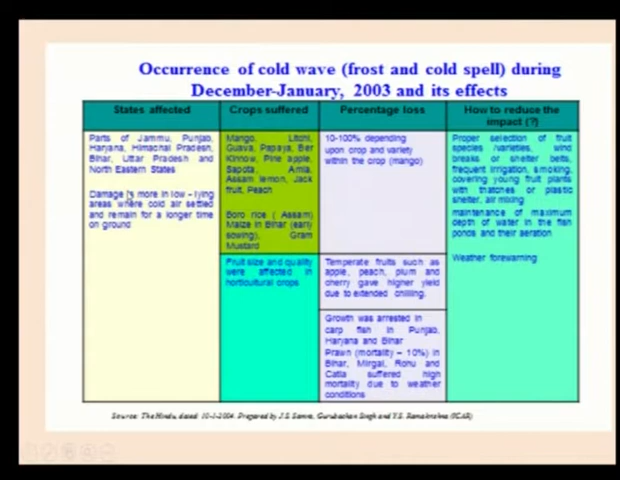 Occurrence of cold wave (frost and cold spell) during
December-January, 2003 and its effects
States affected
Crops suffered
Percentage loss
How to reduce the
impact (?)
Parts of Jammu, Punjab,
Haryana, Himachal Pradesh,
Bihar, Uttar Pradesh and
North Eastern States
Damage is more in low – lying
areas where cold air settled
and remain for a longer time
on ground
Mango, Litchi,
Guava, Papaya, Ber
Kinnow, Pine apple,
Sapota, Amla,
Assam lemon, Jack
fruit, Peach
Boro rice ( Assam)
Maize in Bihar (early
sowing), Gram
Mustard
Fruit size and quality
were affected in
horticultural crops
10-100% depending
upon crop and variety
within the crop (mango)
Temperate fruits such as
apple, peach, plum and
cherry gave higher yield
due to extended chilling.
Growth was arrested in
carp fish in Punjab,
Haryana and Bihar
Prawn (mortality – 10%) in
Bihar, Mirgal, Rohu and
Catla suffered high
mortality due to weather
conditions
Proper selection of fruit
species /varieties, wind
breaks or shelter belts,
frequent irrigation, smoking,
covering young fruit plants
with thatches or plastic
shelter, air mixing
maintenance of maximum
depth of water in the fish
ponds and their aeration
Weather forewarning
Source: The Hindu, dated 10-1-2004. Prepared by J.S. Samra, Gurubachan Singh and Y.S. Ramakrishna (ICAR)